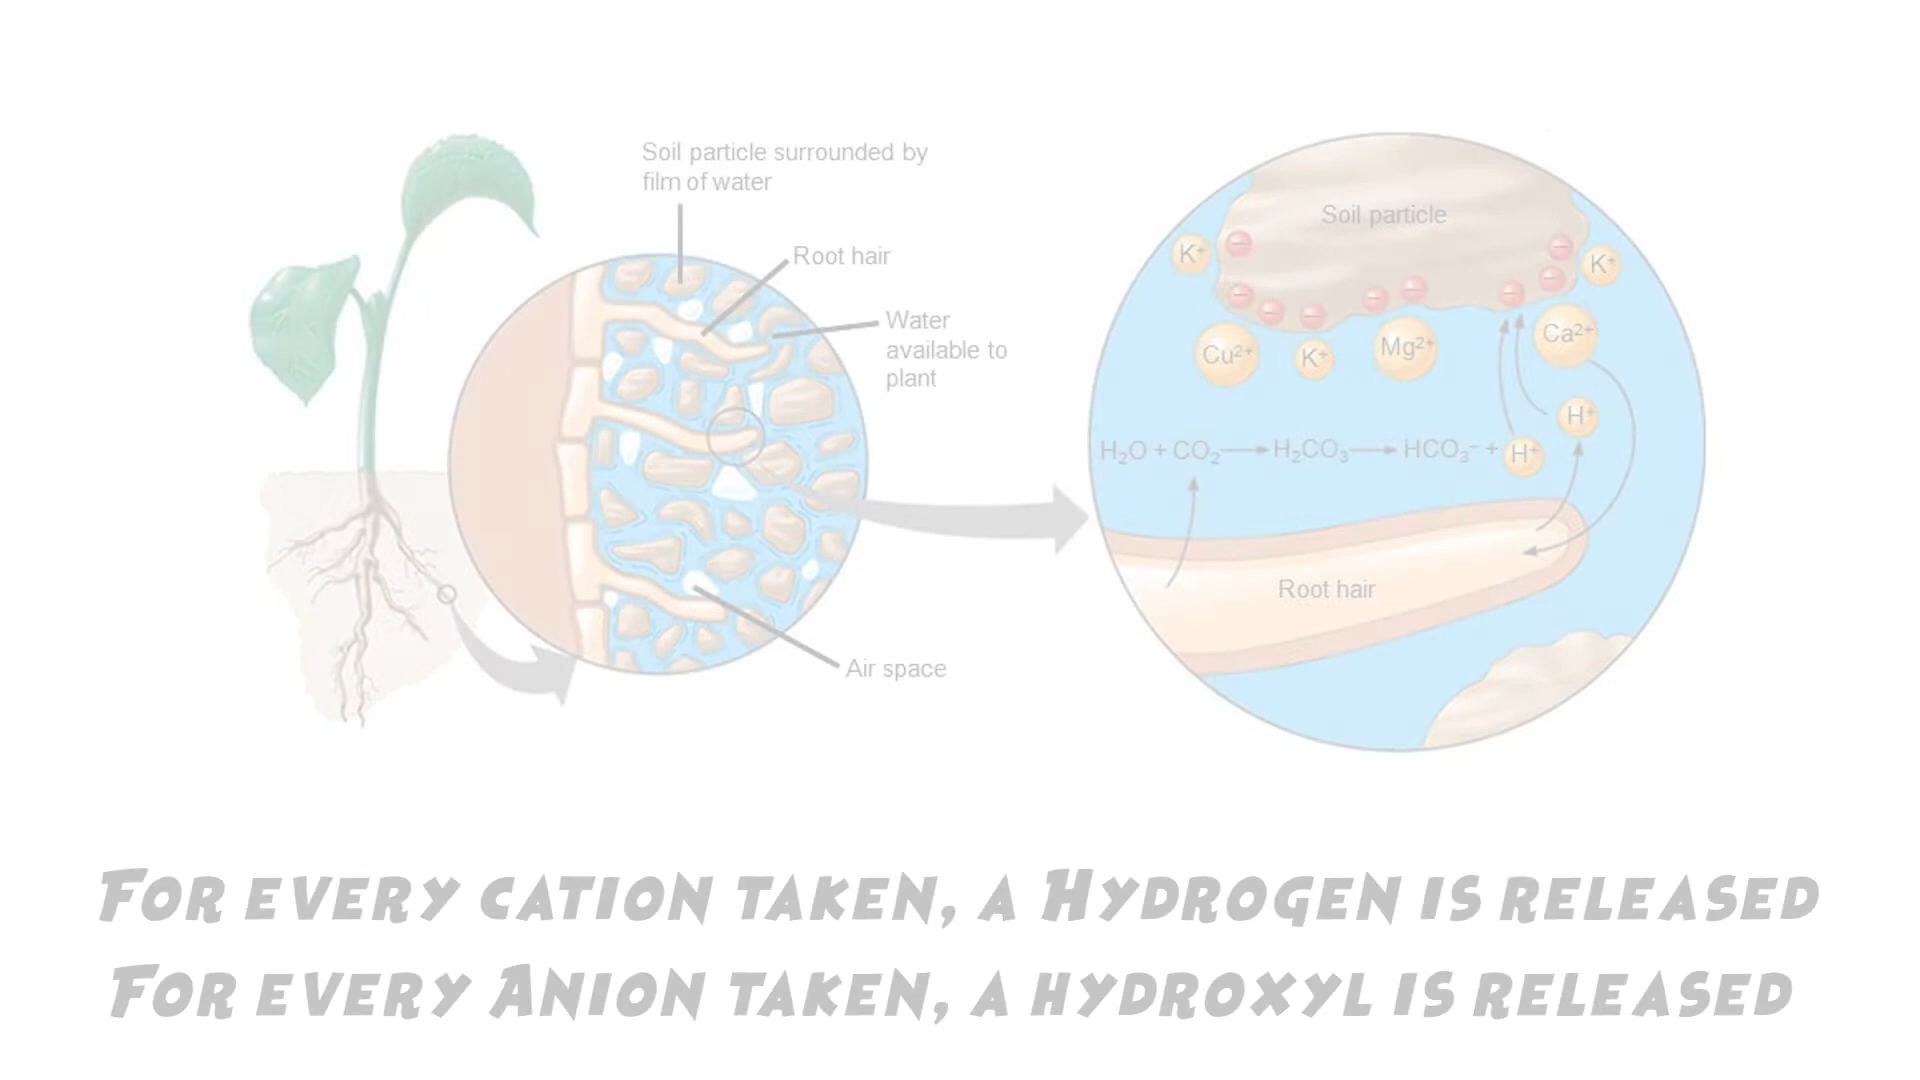 Soil particle surrounded by
film of water
Root hair
Water
available to
plant
Air space
Soil particle
K⁺
K⁺
Cu²⁺
K⁺
Mg²⁺
Ca²⁺
H⁺
H₂O + CO₂ → H₂CO₃ → HCO₃⁻ + H⁺
Root hair
FOR EVERY CATION TAKEN, A HYDROGEN IS RELEASED
FOR EVERY ANION TAKEN, A HYDROXYL IS RELEASED